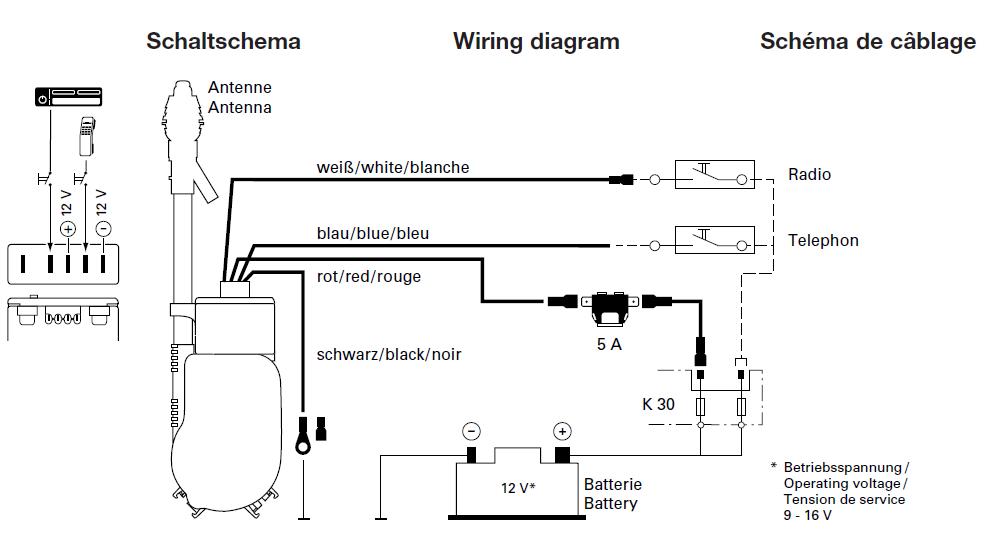 Schaltschema
Wiring diagram
Schéma de câblage
Antenne
Antenna
12 V
+
12 V
−
weiß/white/blanche
Radio
blau/blue/bleu
Telephon
rot/red/rouge
5 A
schwarz/black/noir
K 30
−
+
12 V*
Batterie
Battery
* Betriebsspannung/
Operating voltage/
Tension de service
9 - 16 V